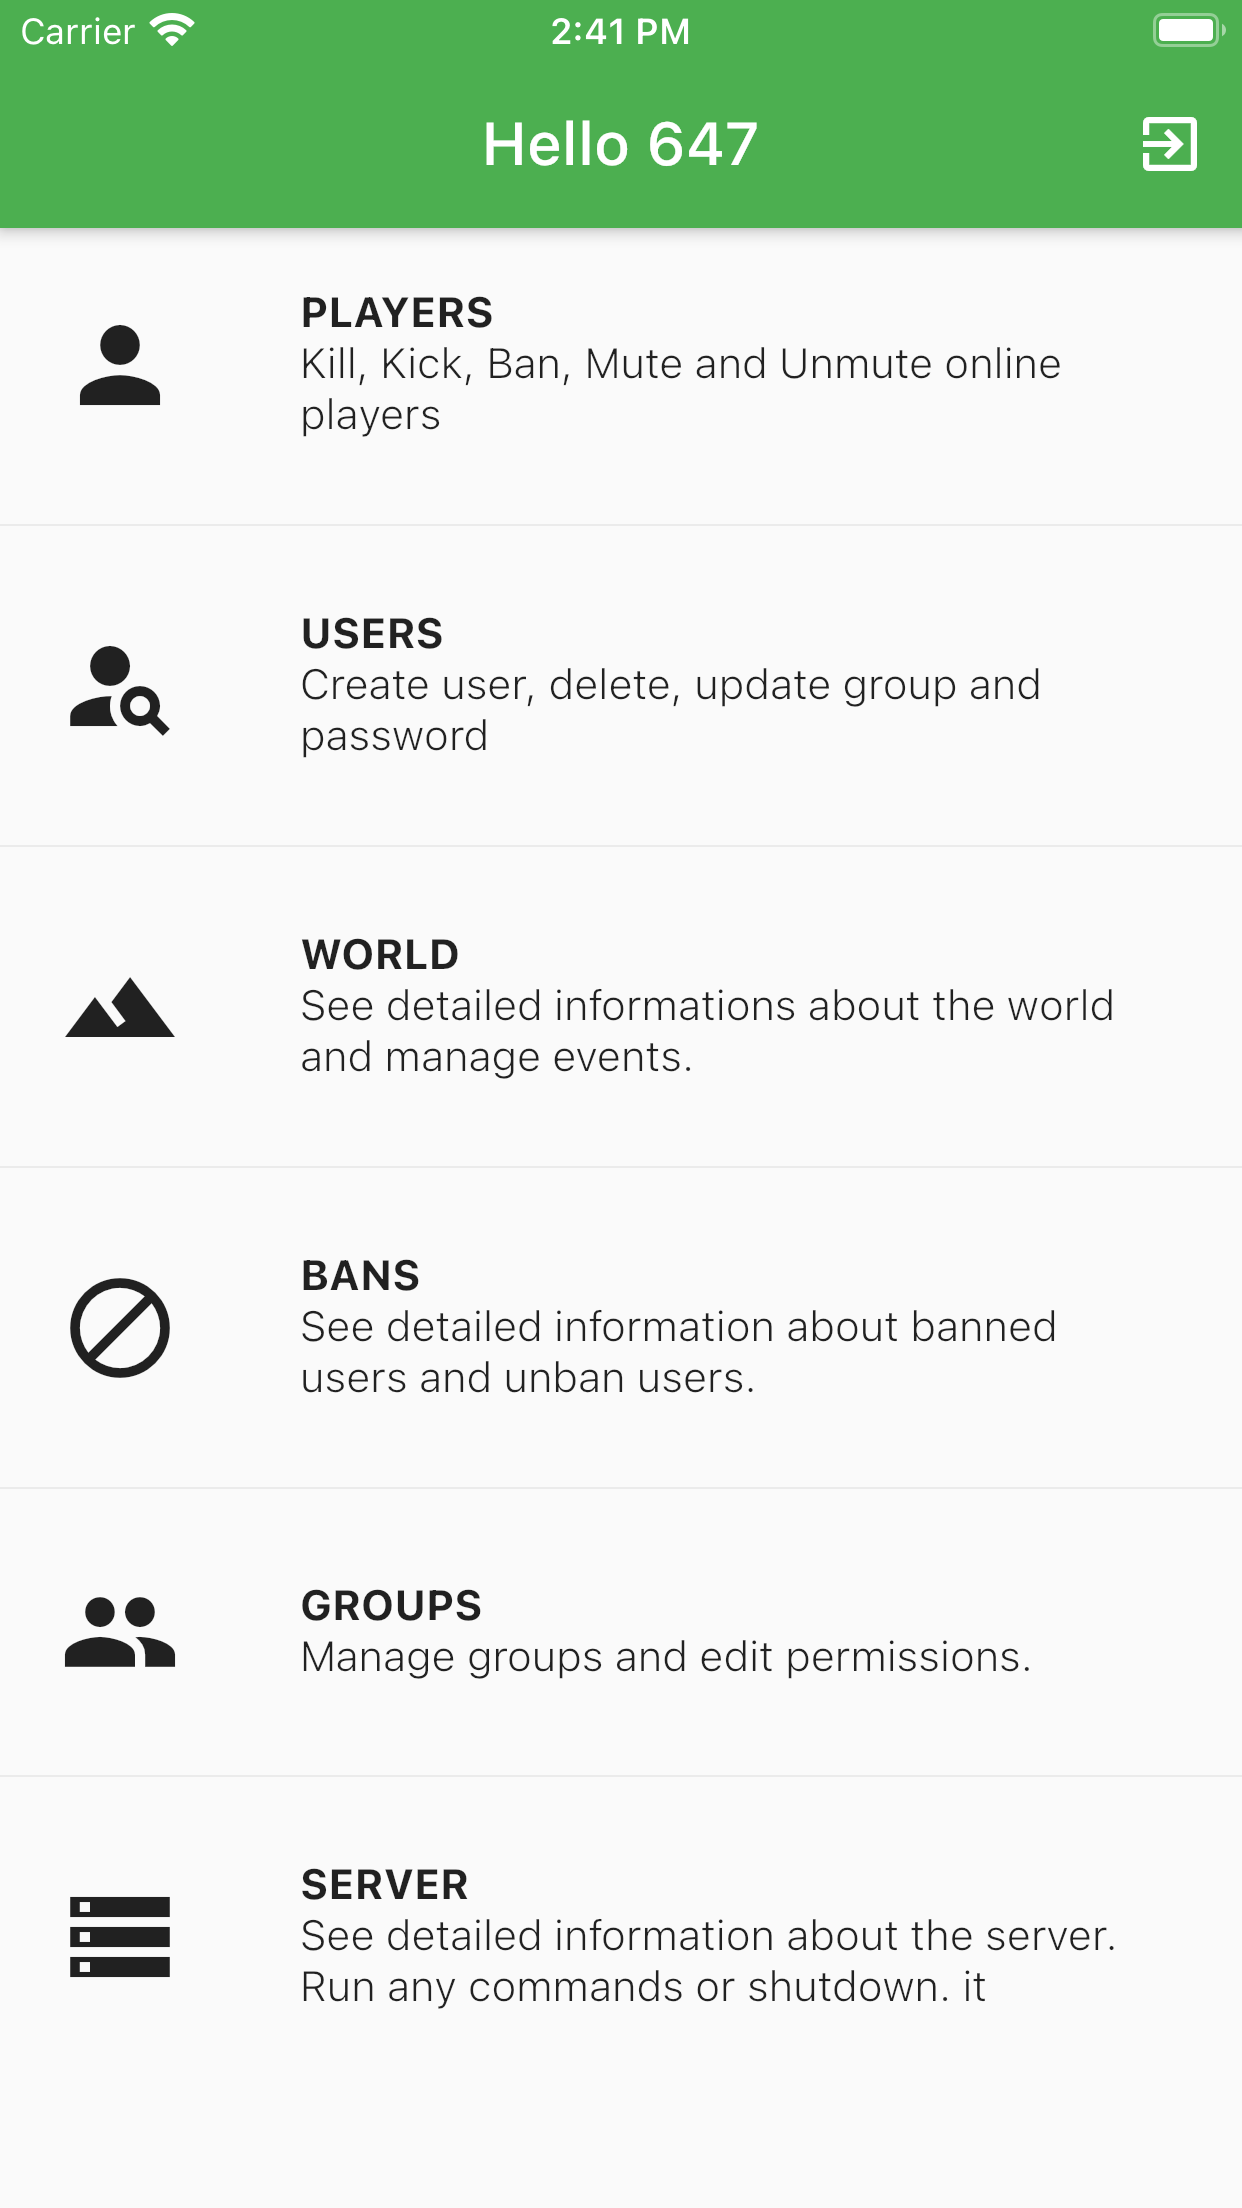 Carrier
2:41 PM
Hello 647
PLAYERS
Kill, Kick, Ban, Mute and Unmute online
players
USERS
Create user, delete, update group and
password
WORLD
See detailed informations about the world
and manage events.
BANS
See detailed information about banned
users and unban users.
GROUPS
Manage groups and edit permissions.
SERVER
See detailed information about the server.
Run any commands or shutdown. it